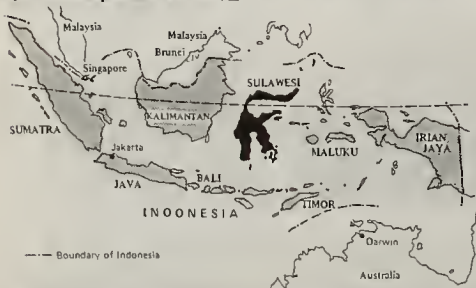 Malaysia
Malaysia
Brunei
Singapore
SULAWESI
KALIMANTAN
SUMATRA
MALUKU
IRIAN
JAYA
Jakarta
JAVA
BALI
TIMOR
INDONESIA
Darwin
Boundary of Indonesia
Australia